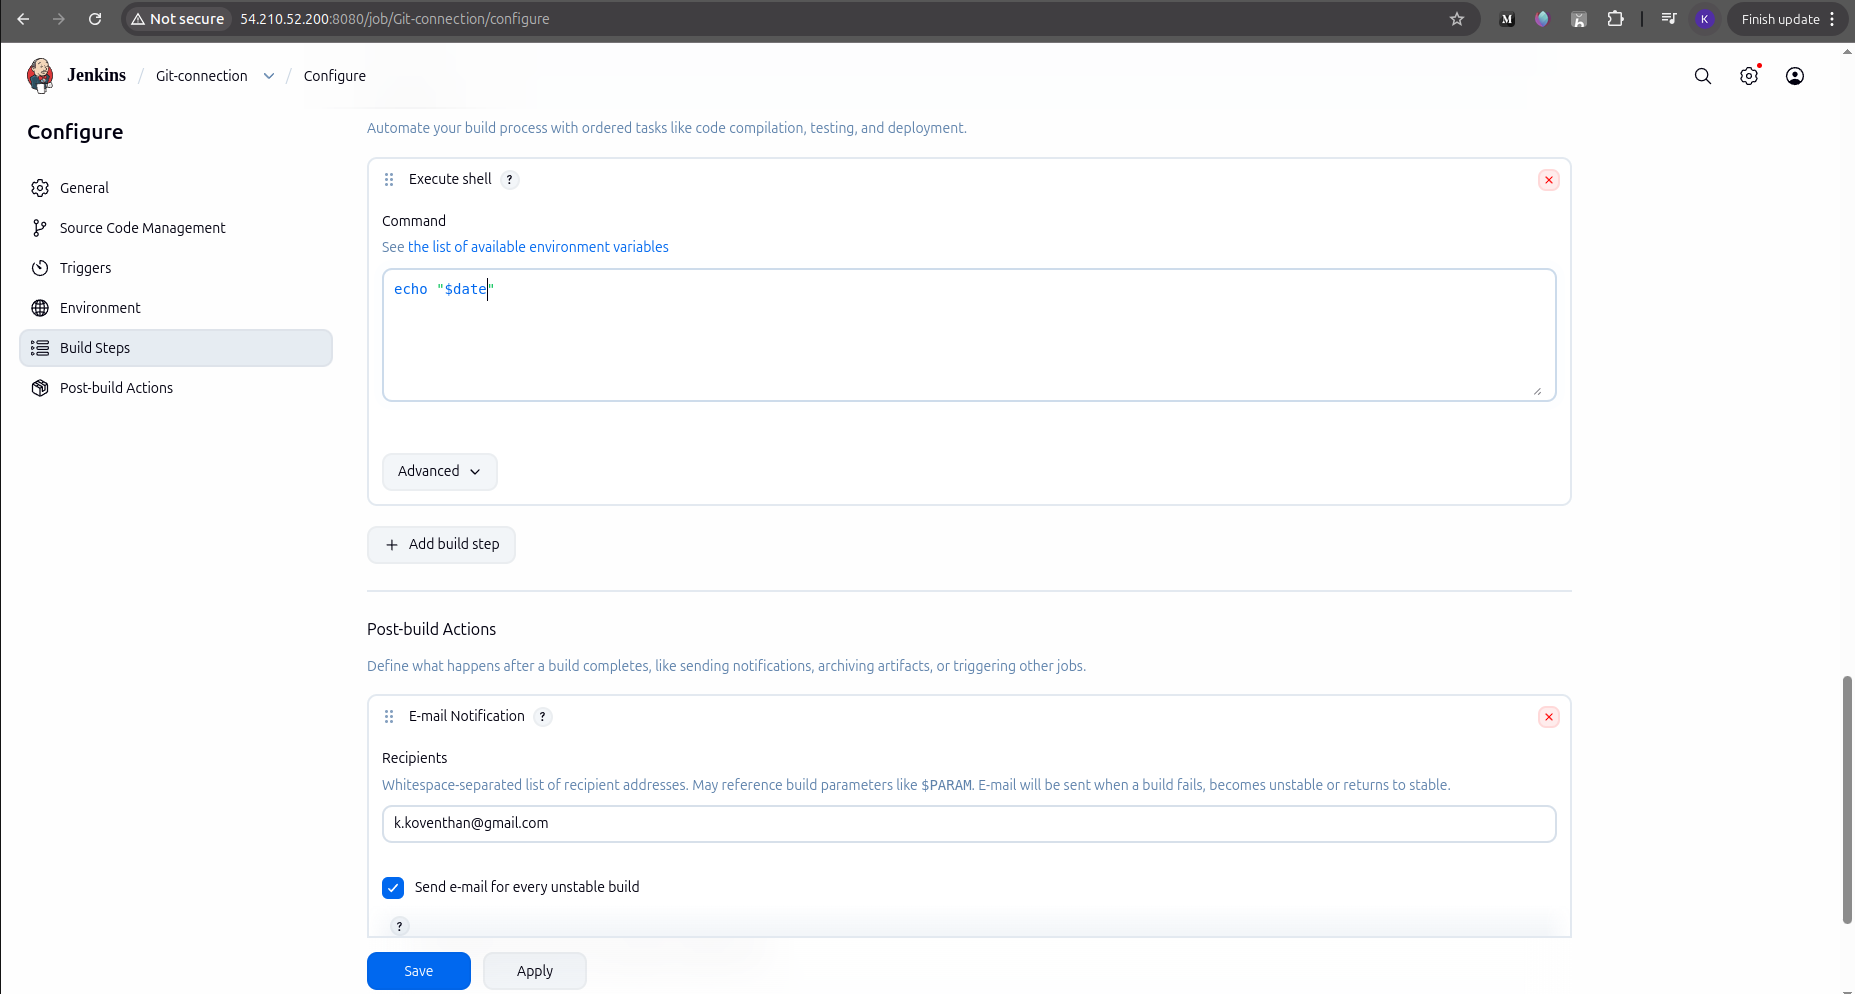 Not secure 54.210.52.200:8080/job/Git-connection/configure
M K Finish update
Jenkins / Git-connection / Configure
Configure
General
Source Code Management
Triggers
Environment
Build Steps
Post-build Actions
Automate your build process with ordered tasks like code compilation, testing, and deployment.
Execute shell ?
Command
See the list of available environment variables
echo "$date"
Advanced
+ Add build step
Post-build Actions
Define what happens after a build completes, like sending notifications, archiving artifacts, or triggering other jobs.
E-mail Notification ?
Recipients
Whitespace-separated list of recipient addresses. May reference build parameters like $PARAM. E-mail will be sent when a build fails, becomes unstable or returns to stable.
k.koventhan@gmail.com
Send e-mail for every unstable build
?
Save Apply